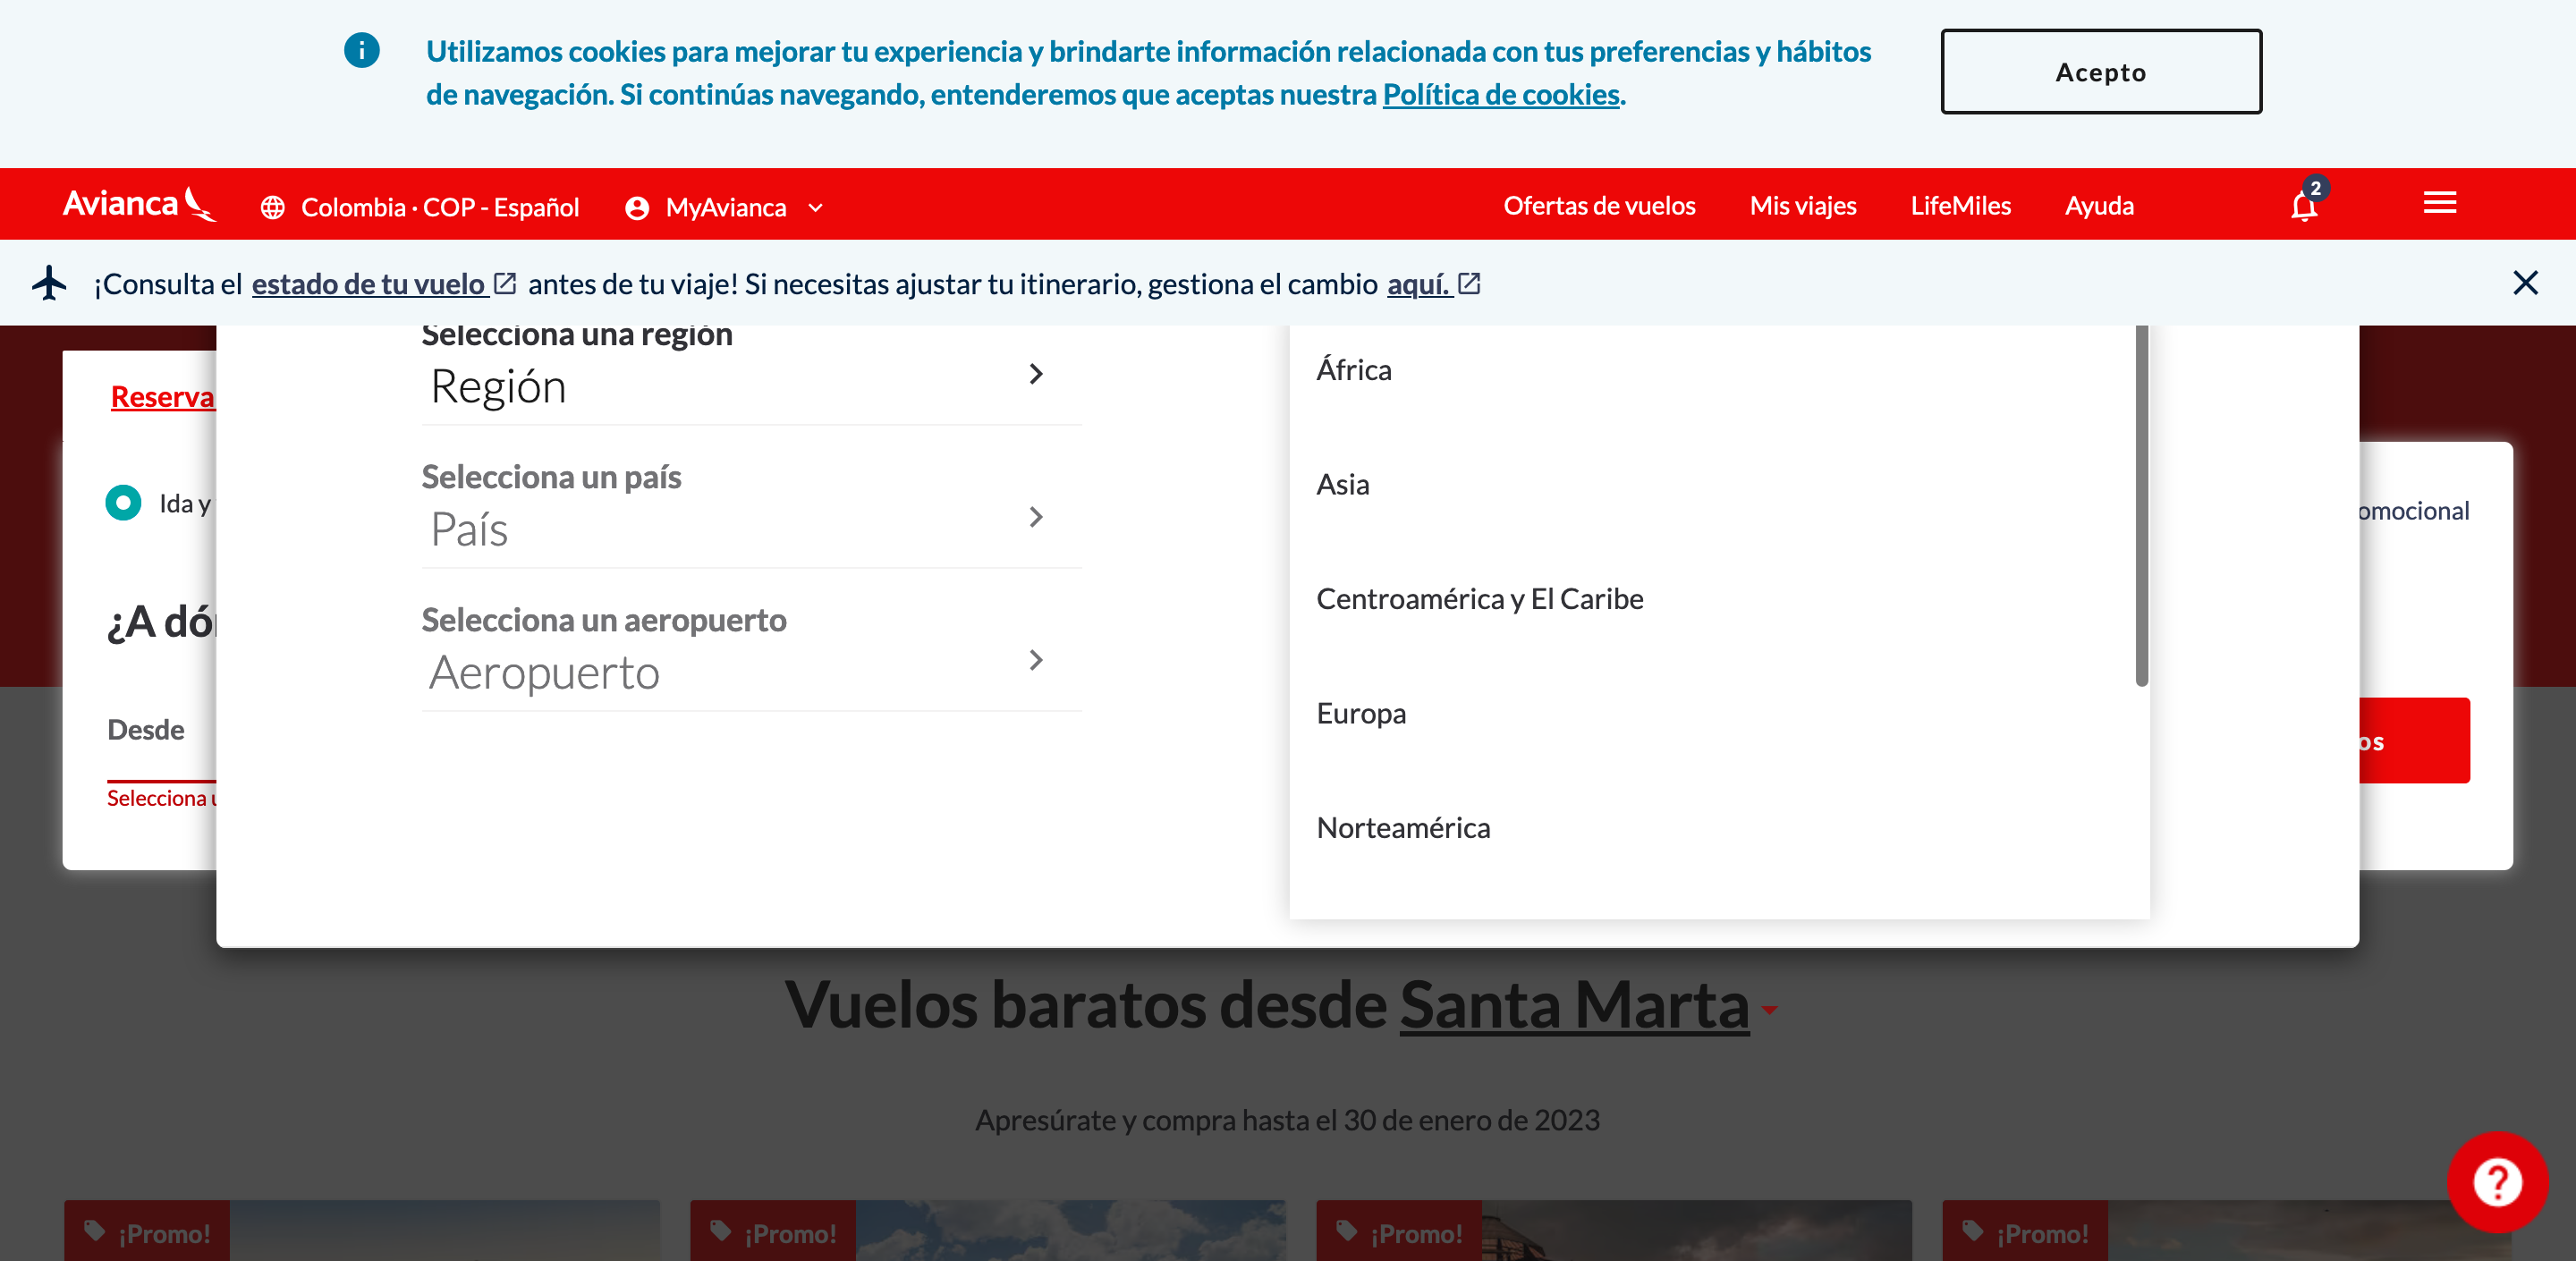 Utilizamos cookies para mejorar tu experiencia y brindarte información relacionada con tus preferencias y hábitos
de navegación. Si continúas navegando, entenderemos que aceptas nuestra Política de cookies.
Acepto
Avianca
Colombia · COP - Español
MyAvianca
Ofertas de vuelos
Mis viajes
LifeMiles
Ayuda
2
¡Consulta el estado de tu vuelo antes de tu viaje! Si necesitas ajustar tu itinerario, gestiona el cambio aquí.
Selecciona una región
Región
Selecciona un país
País
Selecciona un aeropuerto
Aeropuerto
África
Asia
Centroamérica y El Caribe
Europa
Norteamérica
Reserva
Ida y
omocional
¿A dó
Desde
Selecciona
os
Vuelos baratos desde Santa Marta
Apresúrate y compra hasta el 30 de enero de 2023
¡Promo!
¡Promo!
¡Promo!
¡Promo!